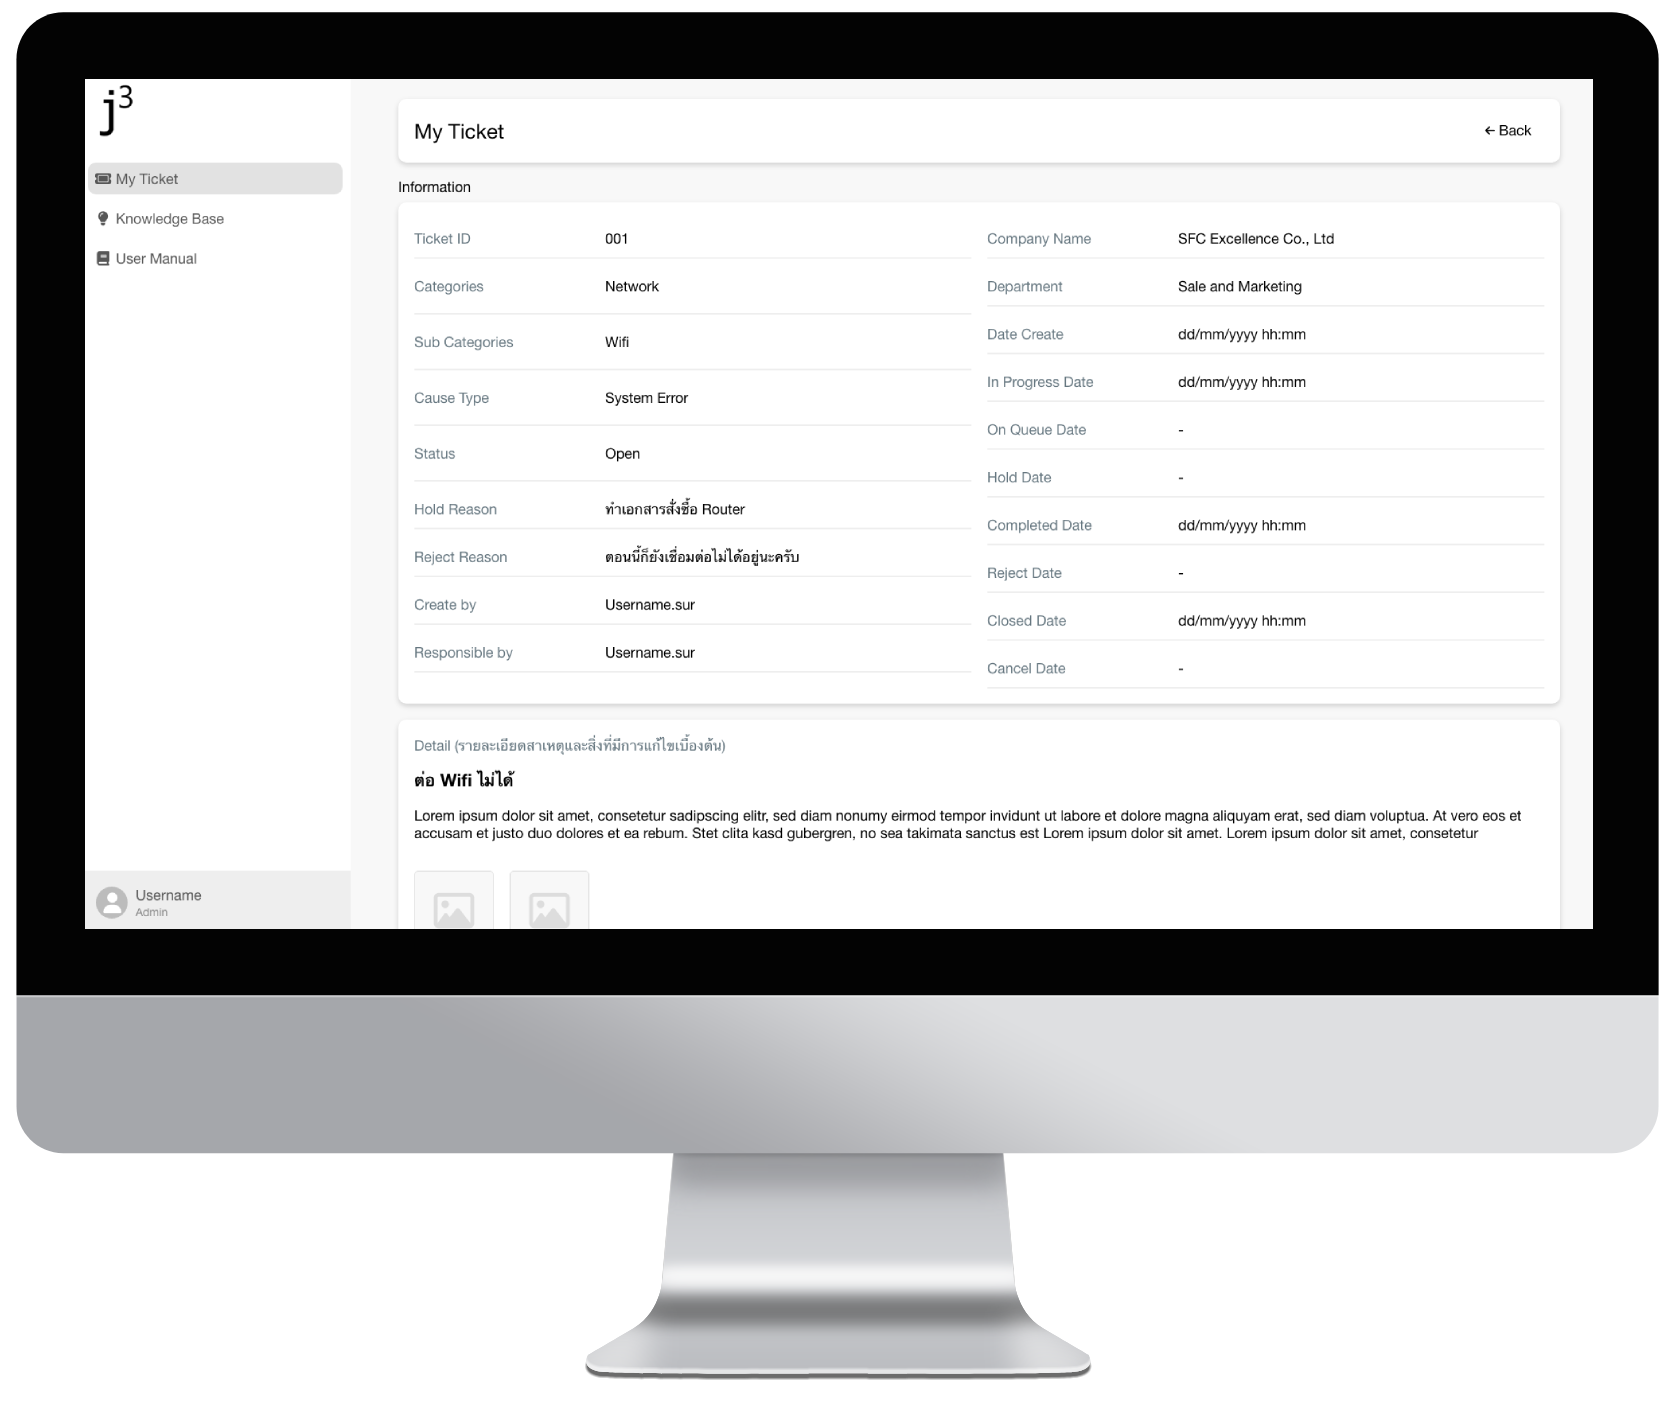 j³
My Ticket
Knowledge Base
User Manual
Username
Admin
My Ticket
← Back
Information
Ticket ID 001
Categories Network
Sub Categories Wifi
Cause Type System Error
Status Open
Hold Reason ทำเอกสารสั่งซื้อ Router
Reject Reason ตอนนี้ก็ยังเชื่อมต่อไม่ได้อยู่นะครับ
Create by Username.sur
Responsible by Username.sur
Company Name SFC Excellence Co., Ltd
Department Sale and Marketing
Date Create dd/mm/yyyy hh:mm
In Progress Date dd/mm/yyyy hh:mm
On Queue Date -
Hold Date -
Completed Date dd/mm/yyyy hh:mm
Reject Date -
Closed Date dd/mm/yyyy hh:mm
Cancel Date -
Detail (รายละเอียดสาเหตุและสิ่งที่มีการแก้ไขเบื้องต้น)
ต่อ Wifi ไม่ได้
Lorem ipsum dolor sit amet, consetetur sadipscing elitr, sed diam nonumy eirmod tempor invidunt ut labore et dolore magna aliquyam erat, sed diam voluptua. At vero eos et
accusam et justo duo dolores et ea rebum. Stet clita kasd gubergren, no sea takimata sanctus est Lorem ipsum dolor sit amet. Lorem ipsum dolor sit amet, consetetur